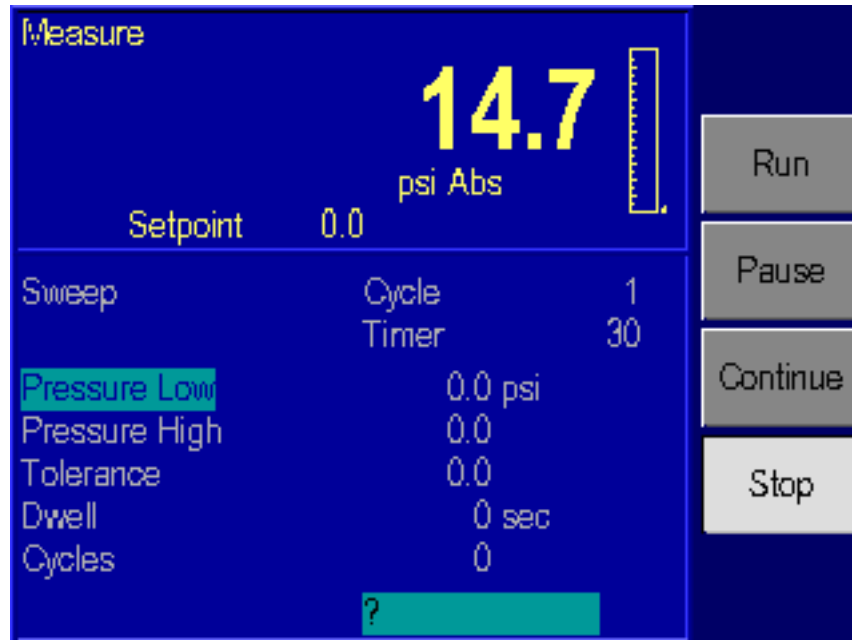 Measure
14.7
psi Abs
Setpoint 0.0
Sweep Cycle 1
Timer 30
Pressure Low 0.0 psi
Pressure High 0.0
Tolerance 0.0
Dwell 0 sec
Cycles 0
?
Run
Pause
Continue
Stop